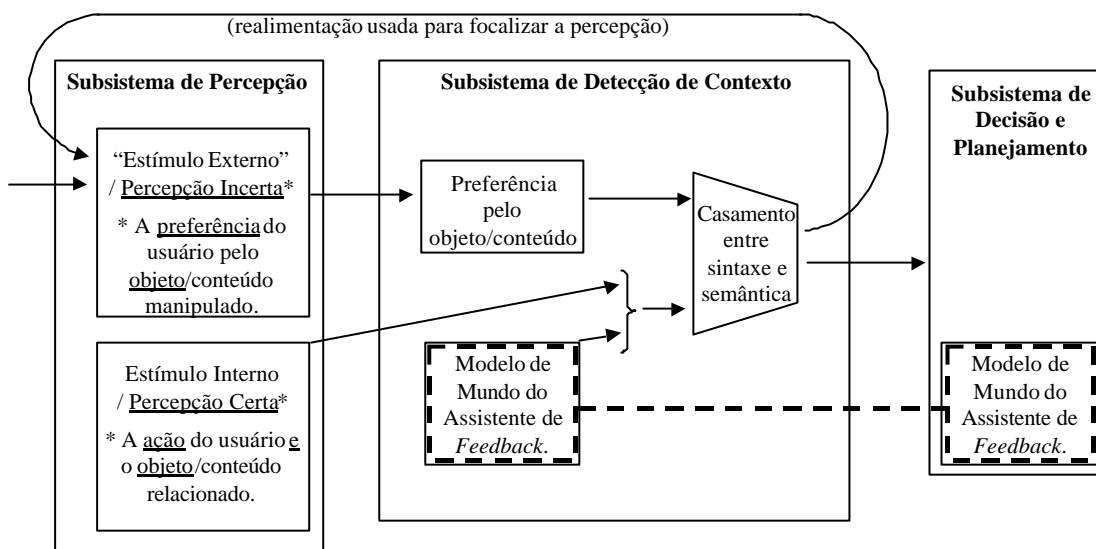 (realimentação usada para focalizar a percepção)
Subsistema de Percepção
“Estímulo Externo”
/ Percepção Incerta*
* A preferência do
usuário pelo
objeto/conteúdo
manipulado.
Estímulo Interno
/ Percepção Certa*
* A ação do usuário e
o objeto/conteúdo
relacionado.
Subsistema de Detecção de Contexto
Preferência
pelo
objeto/conteúdo
Casamento
entre
sintaxe e
semântica
Modelo de
Mundo do
Assistente de
Feedback.
Subsistema de
Decisão e
Planejamento
Modelo de
Mundo do
Assistente de
Feedback.